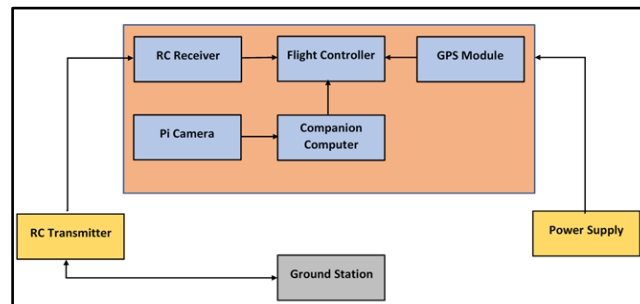 RC Receiver
Flight Controller
GPS Module
Pi Camera
Companion
Computer
RC Transmitter
Power Supply
Ground Station